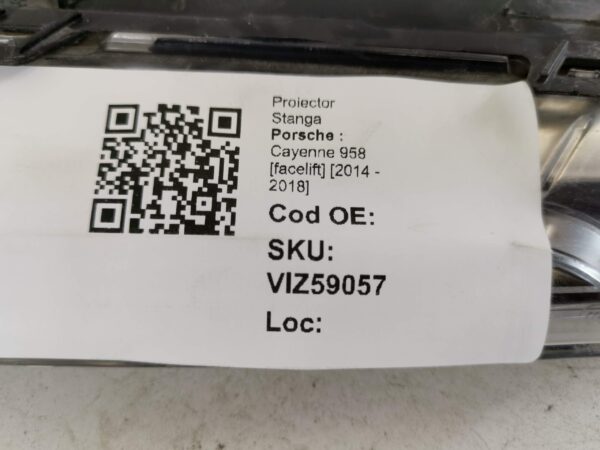 Proiector
Stanga
Porsche :
Cayenne 958
[facelift] [2014 -
2018]
Cod OE:
SKU:
VIZ59057
Loc: